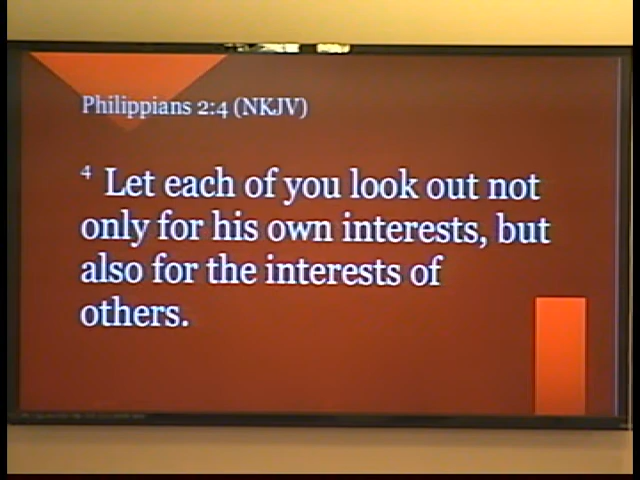 Philippians 2:4 (NKJV)
4 Let each of you look out not
only for his own interests, but
also for the interests of
others.